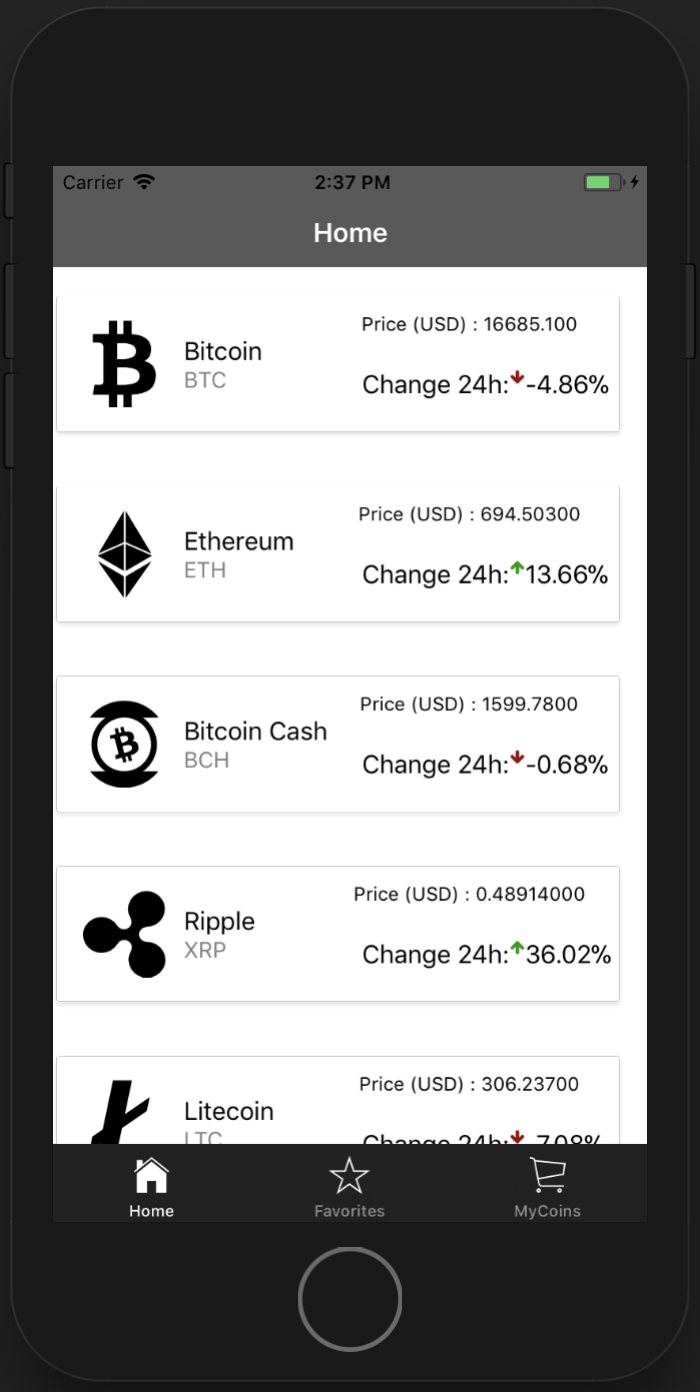 Carrier 2:37 PM
Home
Price (USD) : 16685.100
Bitcoin
BTC
Change 24h: -4.86%
Price (USD) : 694.50300
Ethereum
ETH
Change 24h: 13.66%
Price (USD) : 1599.7800
Bitcoin Cash
BCH
Change 24h: -0.68%
Price (USD) : 0.48914000
Ripple
XRP
Change 24h: 36.02%
Price (USD) : 306.23700
Litecoin
LTC
Change 24h: -7.08%
Home Favorites MyCoins